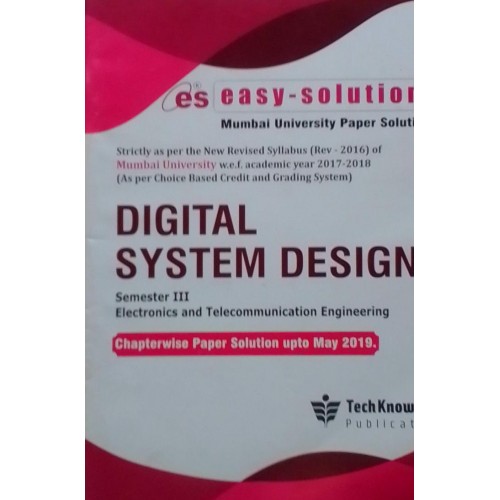 es® easy-solution
Mumbai University Paper Soluti
Strictly as per the New Revised Syllabus (Rev - 2016) of
Mumbai University w.e.f. academic year 2017-2018
(As per Choice Based Credit and Grading System)
DIGITAL
SYSTEM DESIGN
Semester III
Electronics and Telecommunication Engineering
Chapterwise Paper Solution upto May 2019.
TechKnow
Publicat